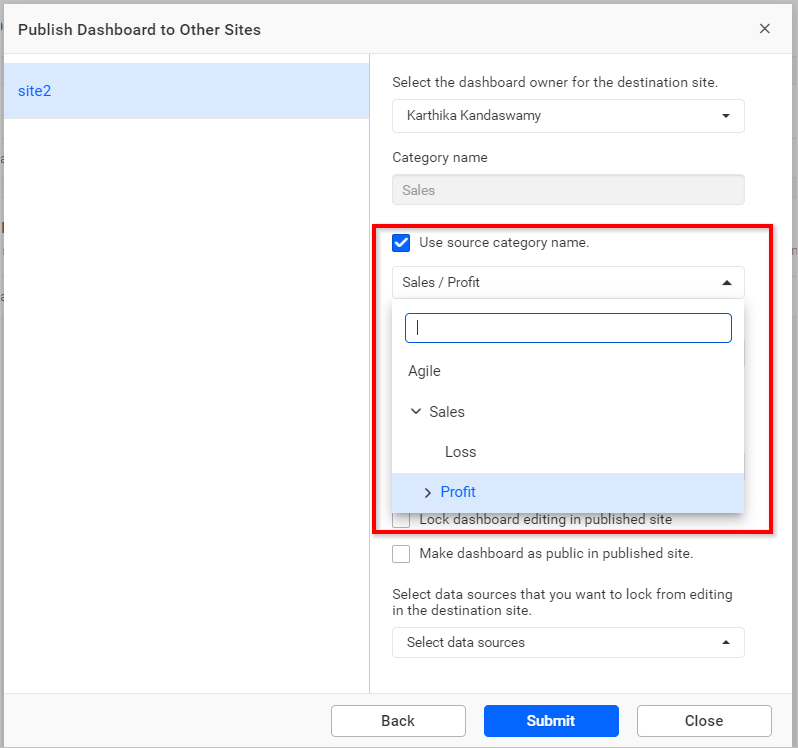 Publish Dashboard to Other Sites
site2
Select the dashboard owner for the destination site.
Karthika Kandaswamy
Category name
Sales
Use source category name.
Sales / Profit
Agile
Sales
Loss
Profit
Lock dashboard editing in published site
Make dashboard as public in published site.
Select data sources that you want to lock from editing
in the destination site.
Select data sources
Back
Submit
Close